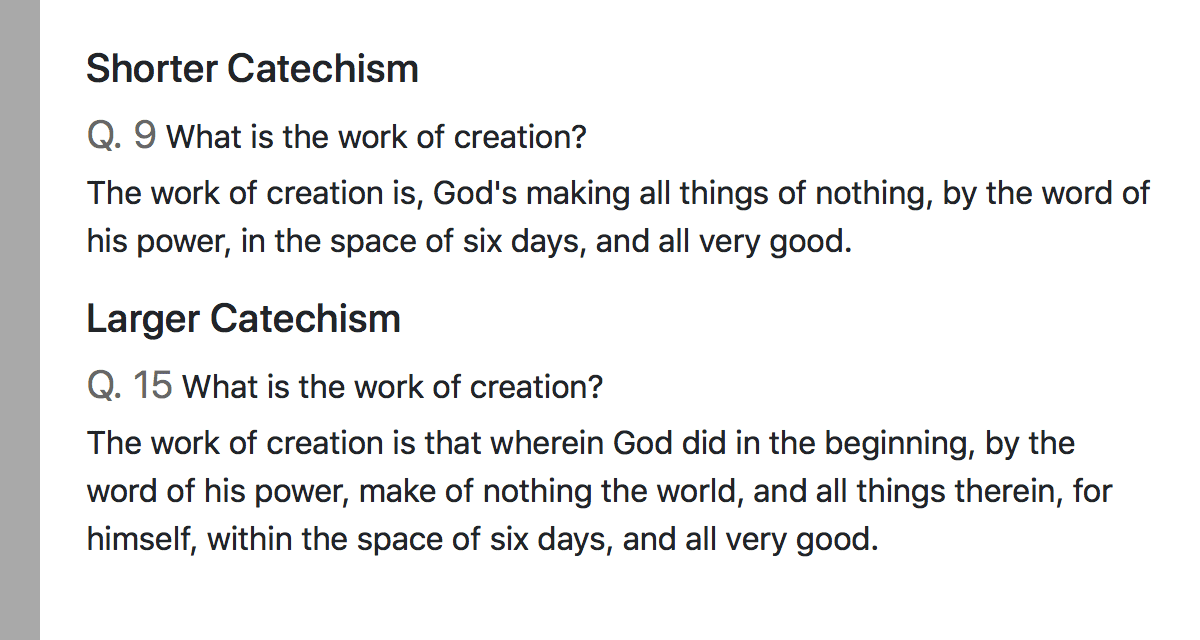 Shorter Catechism
Q. 9 What is the work of creation?
The work of creation is, God's making all things of nothing, by the word of
his power, in the space of six days, and all very good.
Larger Catechism
Q. 15 What is the work of creation?
The work of creation is that wherein God did in the beginning, by the
word of his power, make of nothing the world, and all things therein, for
himself, within the space of six days, and all very good.